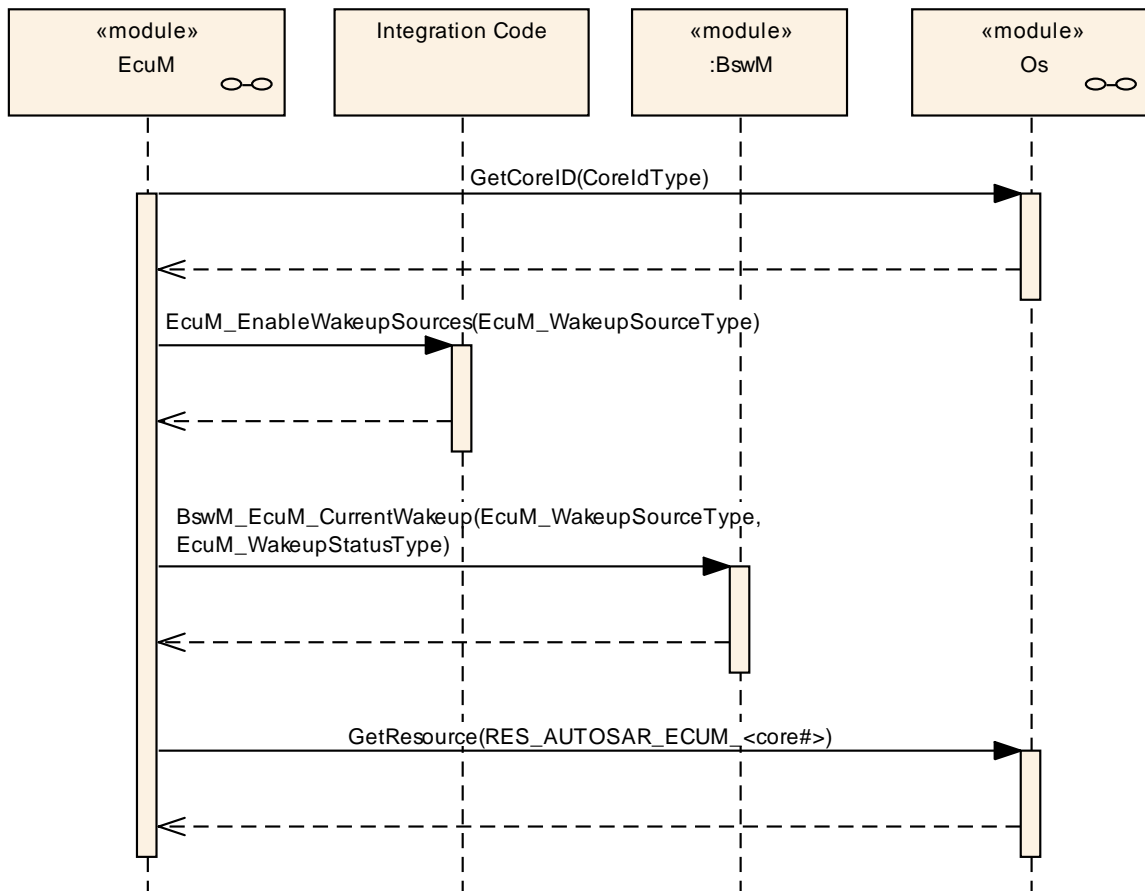 «module»
EcuM
Integration Code
«module»
:BswM
«module»
Os
GetCoreID(CoreIdType)
EcuM_EnableWakeupSources(EcuM_WakeupSourceType)
BswM_EcuM_CurrentWakeup(EcuM_WakeupSourceType,
EcuM_WakeupStatusType)
GetResource(RES_AUTOSAR_ECUM_<core#>)